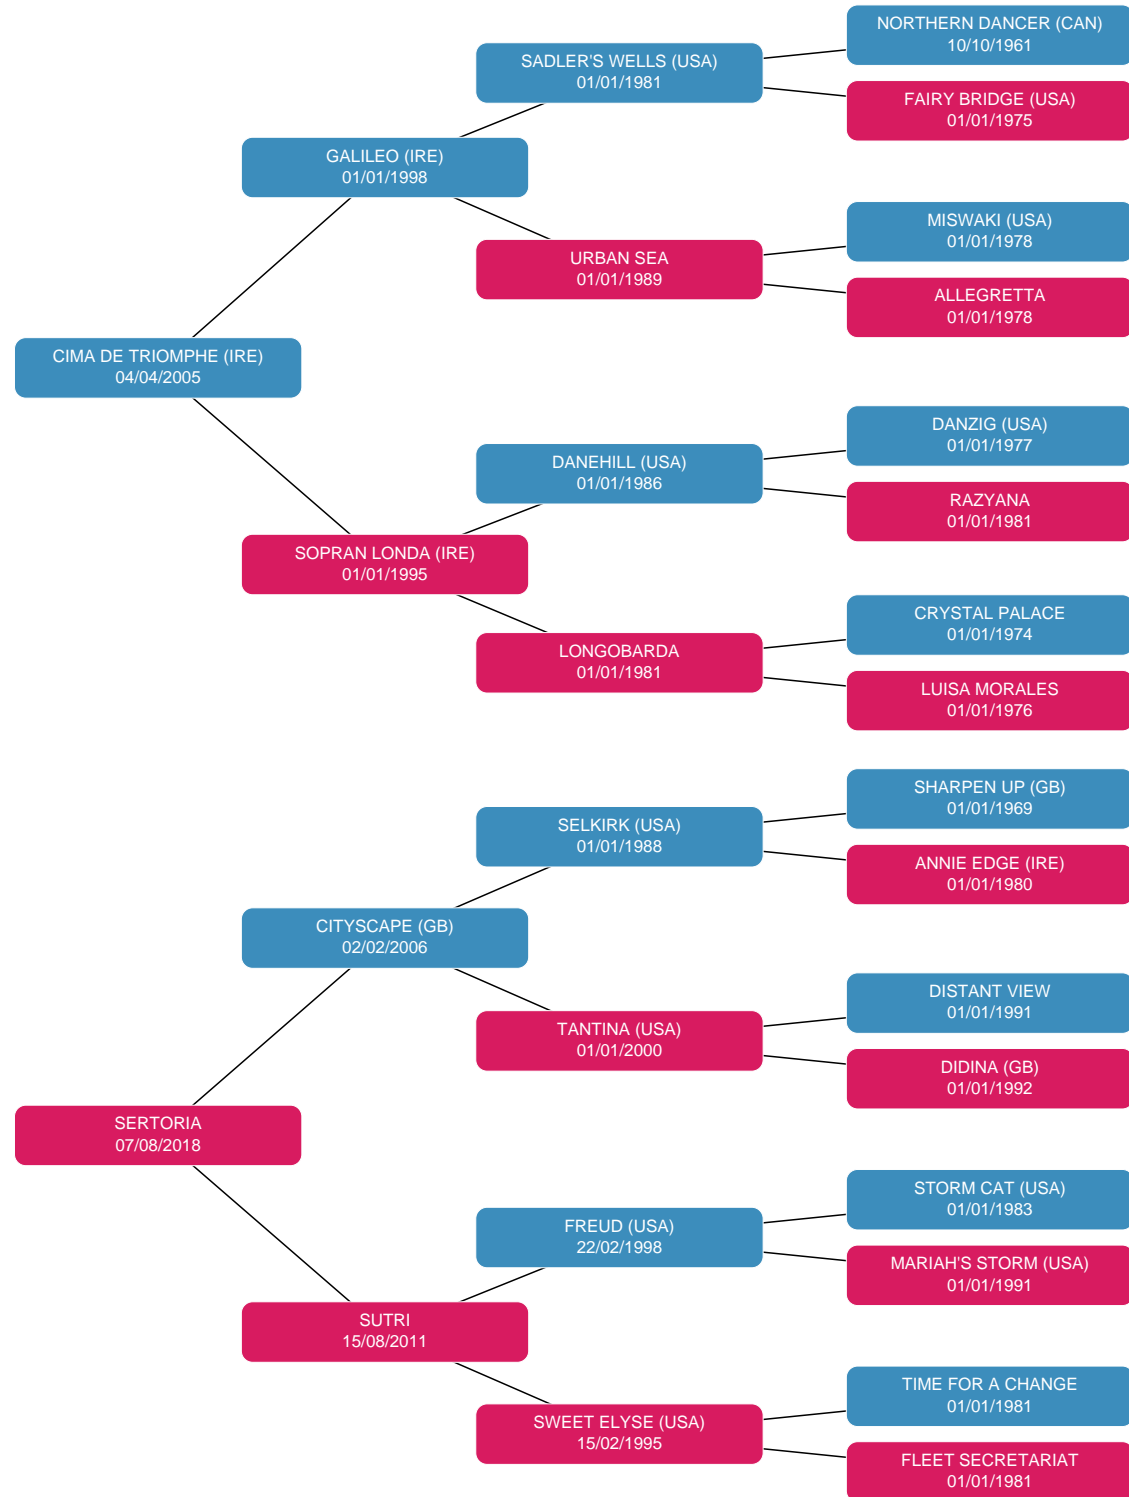 NORTHERN DANCER (CAN)
10/10/1961
SADLER'S WELLS (USA)
01/01/1981
FAIRY BRIDGE (USA)
01/01/1975
GALILEO (IRE)
01/01/1998
MISWAKI (USA)
01/01/1978
URBAN SEA
01/01/1989
ALLEGRETTA
01/01/1978
CIMA DE TRIOMPHE (IRE)
04/04/2005
DANZIG (USA)
01/01/1977
DANEHILL (USA)
01/01/1986
RAZYANA
01/01/1981
SOPRAN LONDA (IRE)
01/01/1995
CRYSTAL PALACE
01/01/1974
LONGOBARDA
01/01/1981
LUISA MORALES
01/01/1976
SHARPEN UP (GB)
01/01/1969
SELKIRK (USA)
01/01/1988
ANNIE EDGE (IRE)
01/01/1980
CITYSCAPE (GB)
02/02/2006
DISTANT VIEW
01/01/1991
TANTINA (USA)
01/01/2000
DIDINA (GB)
01/01/1992
SERTORIA
07/08/2018
STORM CAT (USA)
01/01/1983
FREUD (USA)
22/02/1998
MARIAH'S STORM (USA)
01/01/1991
SUTRI
15/08/2011
TIME FOR A CHANGE
01/01/1981
SWEET ELYSE (USA)
15/02/1995
FLEET SECRETARIAT
01/01/1981